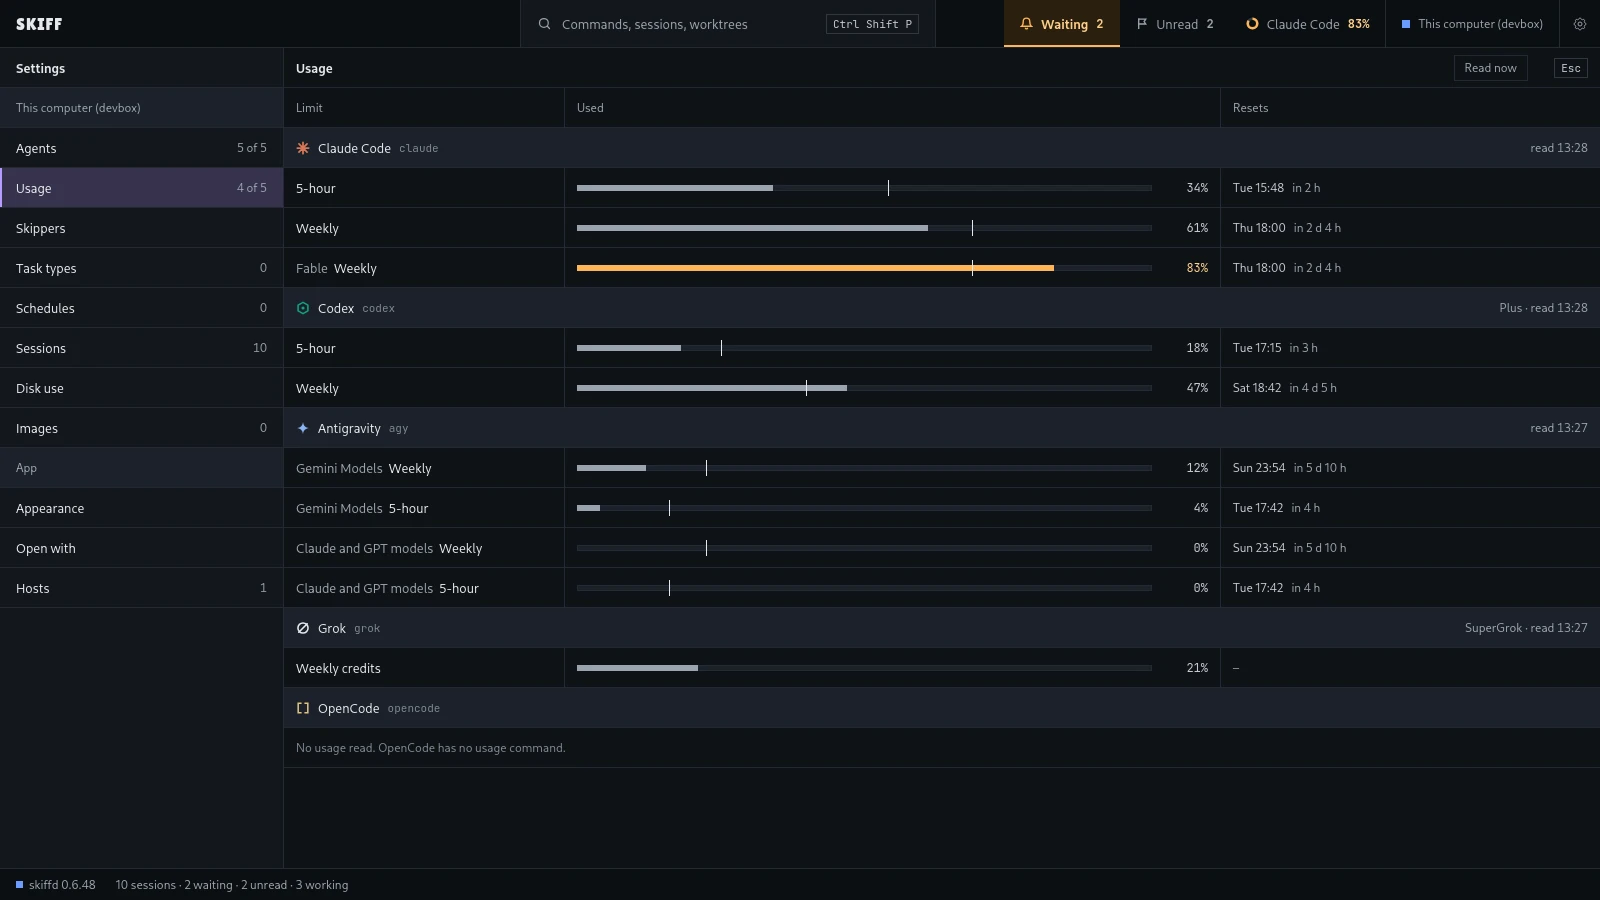 SKIFF
Commands, sessions, worktrees Ctrl Shift P
Waiting 2
Unread 2
Claude Code 83%
This computer (devbox)
Settings
Usage
Read now Esc
This computer (devbox)
Agents 5 of 5
Usage 4 of 5
Skippers
Task types 0
Schedules 0
Sessions 10
Disk use
Images 0
App
Appearance
Open with
Hosts 1
Limit Used Resets
Claude Code claude read 13:28
5-hour 34% Tue 15:48 in 2 h
Weekly 61% Thu 18:00 in 2 d 4 h
Fable Weekly 83% Thu 18:00 in 2 d 4 h
Codex codex Plus · read 13:28
5-hour 18% Tue 17:15 in 3 h
Weekly 47% Sat 18:42 in 4 d 5 h
Antigravity agy read 13:27
Gemini Models Weekly 12% Sun 23:54 in 5 d 10 h
Gemini Models 5-hour 4% Tue 17:42 in 4 h
Claude and GPT models Weekly 0% Sun 23:54 in 5 d 10 h
Claude and GPT models 5-hour 0% Tue 17:42 in 4 h
Grok grok SuperGrok · read 13:27
Weekly credits 21% –
OpenCode opencode
No usage read. OpenCode has no usage command.
skiffd 0.6.48 10 sessions · 2 waiting · 2 unread · 3 working